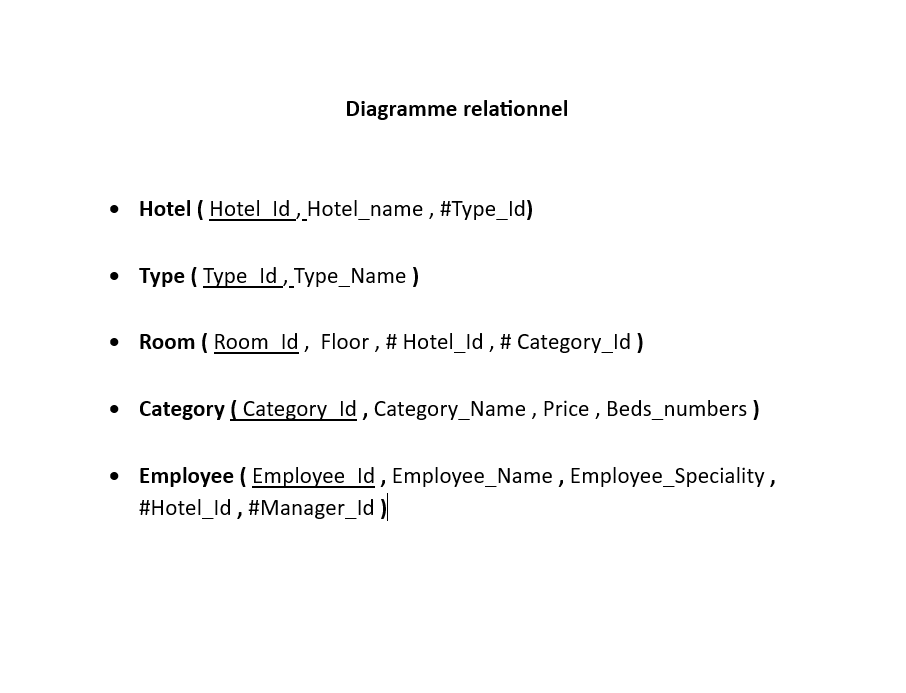 Diagramme relationnel
• Hotel ( Hotel_Id , Hotel_name , #Type_Id)
• Type ( Type_Id , Type_Name )
• Room ( Room_Id , Floor , # Hotel_Id , # Category_Id )
• Category ( Category_Id , Category_Name , Price , Beds_numbers )
• Employee ( Employee_Id , Employee_Name , Employee_Speciality ,
#Hotel_Id , #Manager_Id )